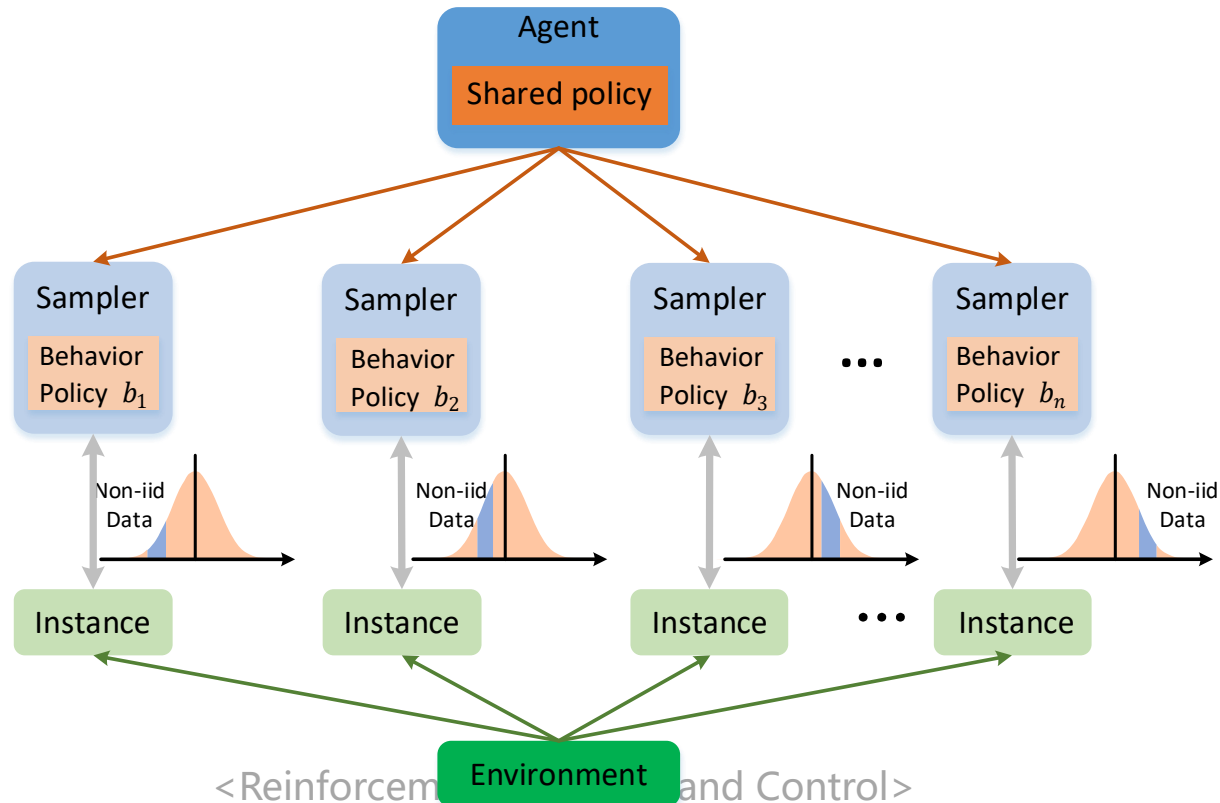 Agent
Shared policy
Sampler
Behavior
Policy b₁
Sampler
Behavior
Policy b₂
Sampler
Behavior
Policy b₃
...
Sampler
Behavior
Policy bₙ
Non-iid
Data
Non-iid
Data
Non-iid
Data
Non-iid
Data
Instance
Instance
Instance
...
Instance
Environment
<Reinforcem and Control>